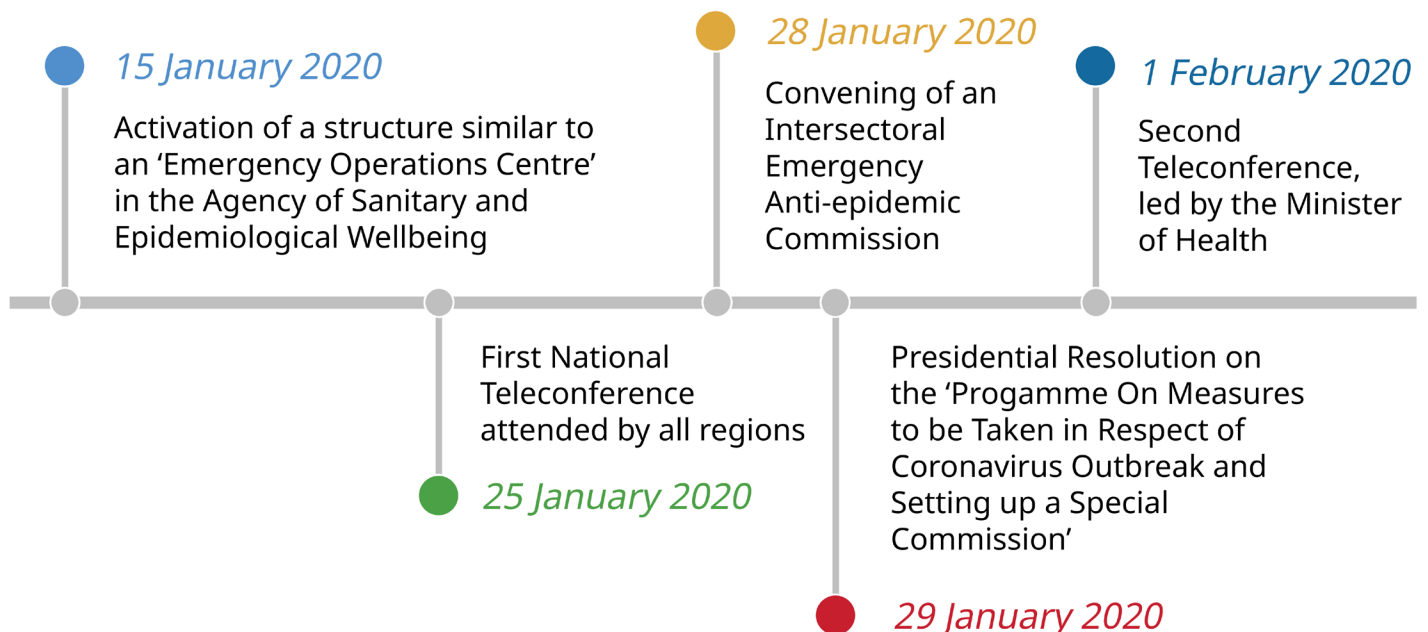 15 January 2020
Activation of a structure similar to
an ‘Emergency Operations Centre’
in the Agency of Sanitary and
Epidemiological Wellbeing
First National
Teleconference
attended by all regions
25 January 2020
28 January 2020
Convening of an
Intersectoral
Emergency
Anti-epidemic
Commission
Presidential Resolution on
the ‘Progamme On Measures
to be Taken in Respect of
Coronavirus Outbreak and
Setting up a Special
Commission’
29 January 2020
1 February 2020
Second
Teleconference,
led by the Minister
of Health